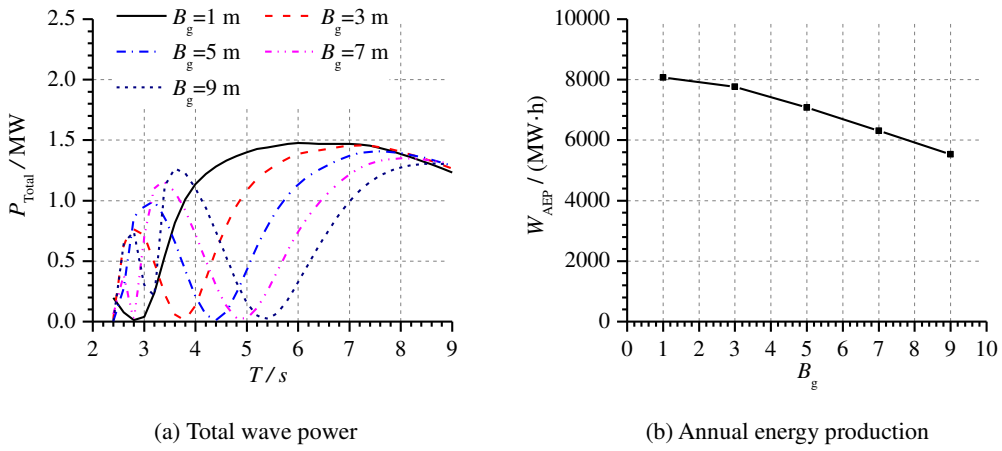 2.5
2.0
1.5
1.0
0.5
0.0
P_Total / MW
B_g=1 m
B_g=3 m
B_g=5 m
B_g=7 m
B_g=9 m
2 3 4 5 6 7 8 9
T / s
(a) Total wave power
10000
8000
6000
4000
2000
0
W_AEP / (MW·h)
0 1 2 3 4 5 6 7 8 9 10
B_g
(b) Annual energy production